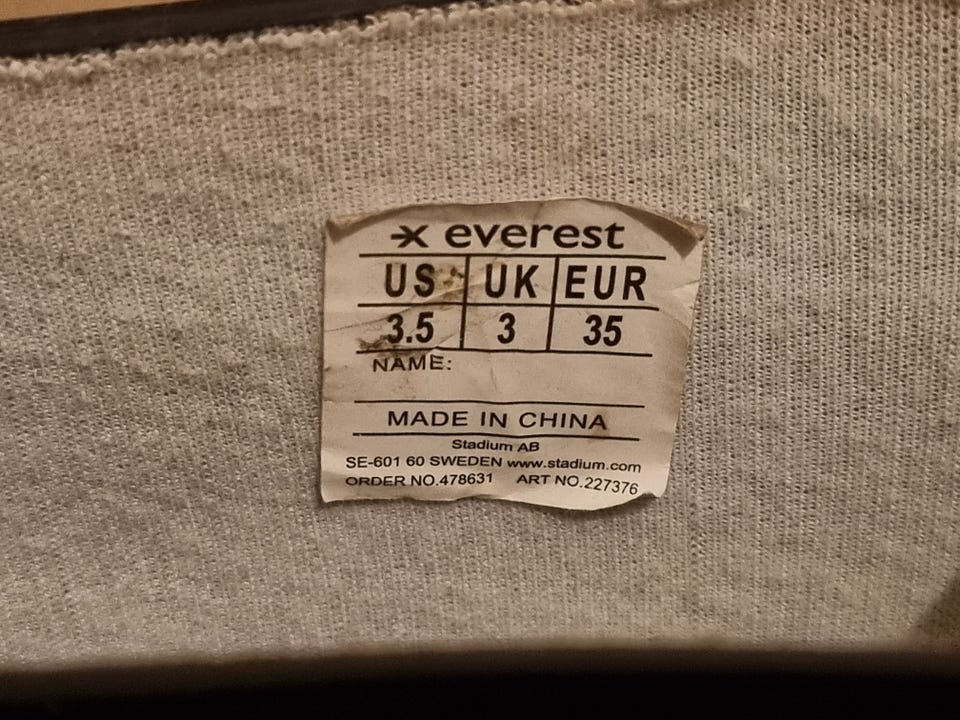 everest
US UK EUR
3.5 3 35
NAME:
MADE IN CHINA
Stadium AB
SE-601 60 SWEDEN www.stadium.com
ORDER NO.478631 ART NO.227376